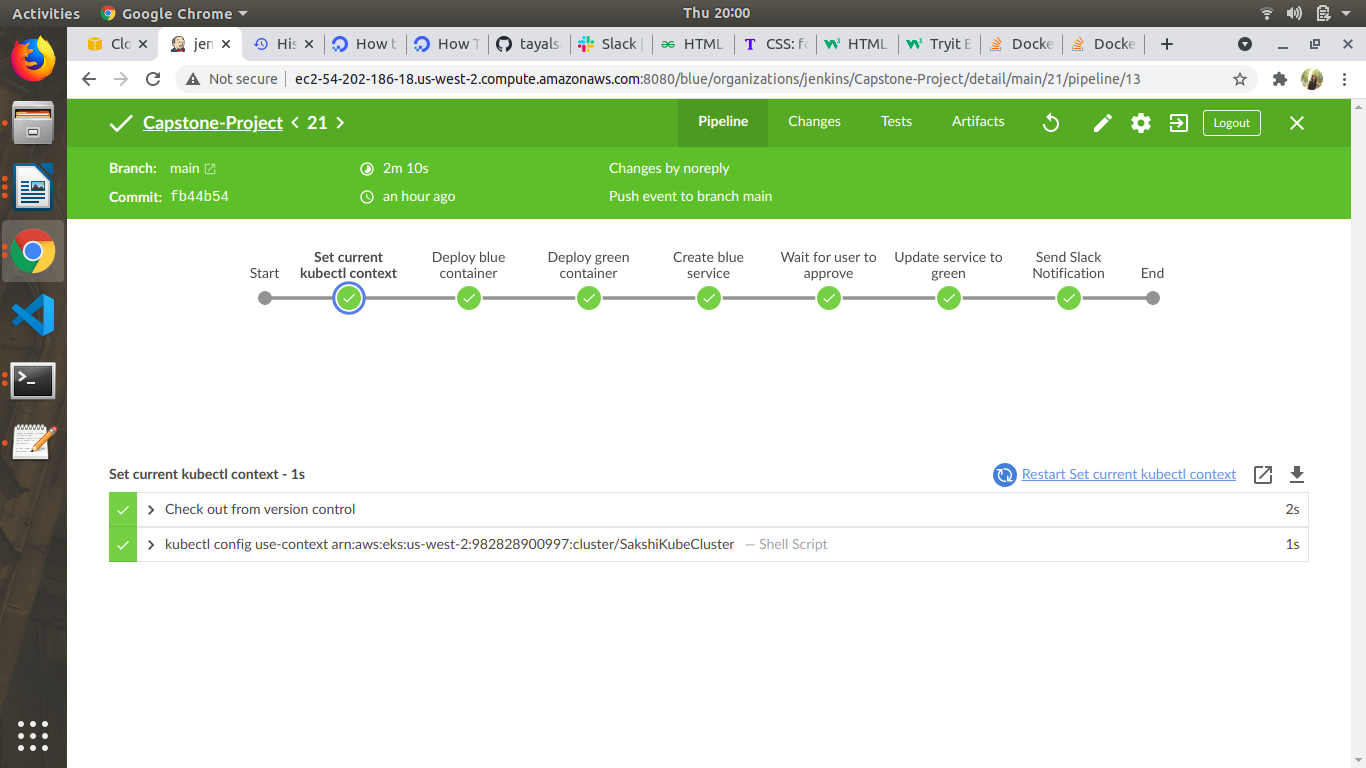 Activities Google Chrome Thu 20:00
Clo jen His How t How T tayals Slack | HTML CSS: fo HTML Tryit E Docke Docke
Not secure ec2-54-202-186-18.us-west-2.compute.amazonaws.com:8080/blue/organizations/jenkins/Capstone-Project/detail/main/21/pipeline/13
Capstone-Project < 21 > Pipeline Changes Tests Artifacts Logout
Branch: main 2m 10s Changes by noreply
Commit: fb44b54 an hour ago Push event to branch main
Start
Set current
kubectl context
Deploy blue
container
Deploy green
container
Create blue
service
Wait for user to
approve
Update service to
green
Send Slack
Notification
End
Set current kubectl context - 1s Restart Set current kubectl context
Check out from version control 2s
kubectl config use-context arn:aws:eks:us-west-2:982828900997:cluster/SakshiKubeCluster — Shell Script 1s